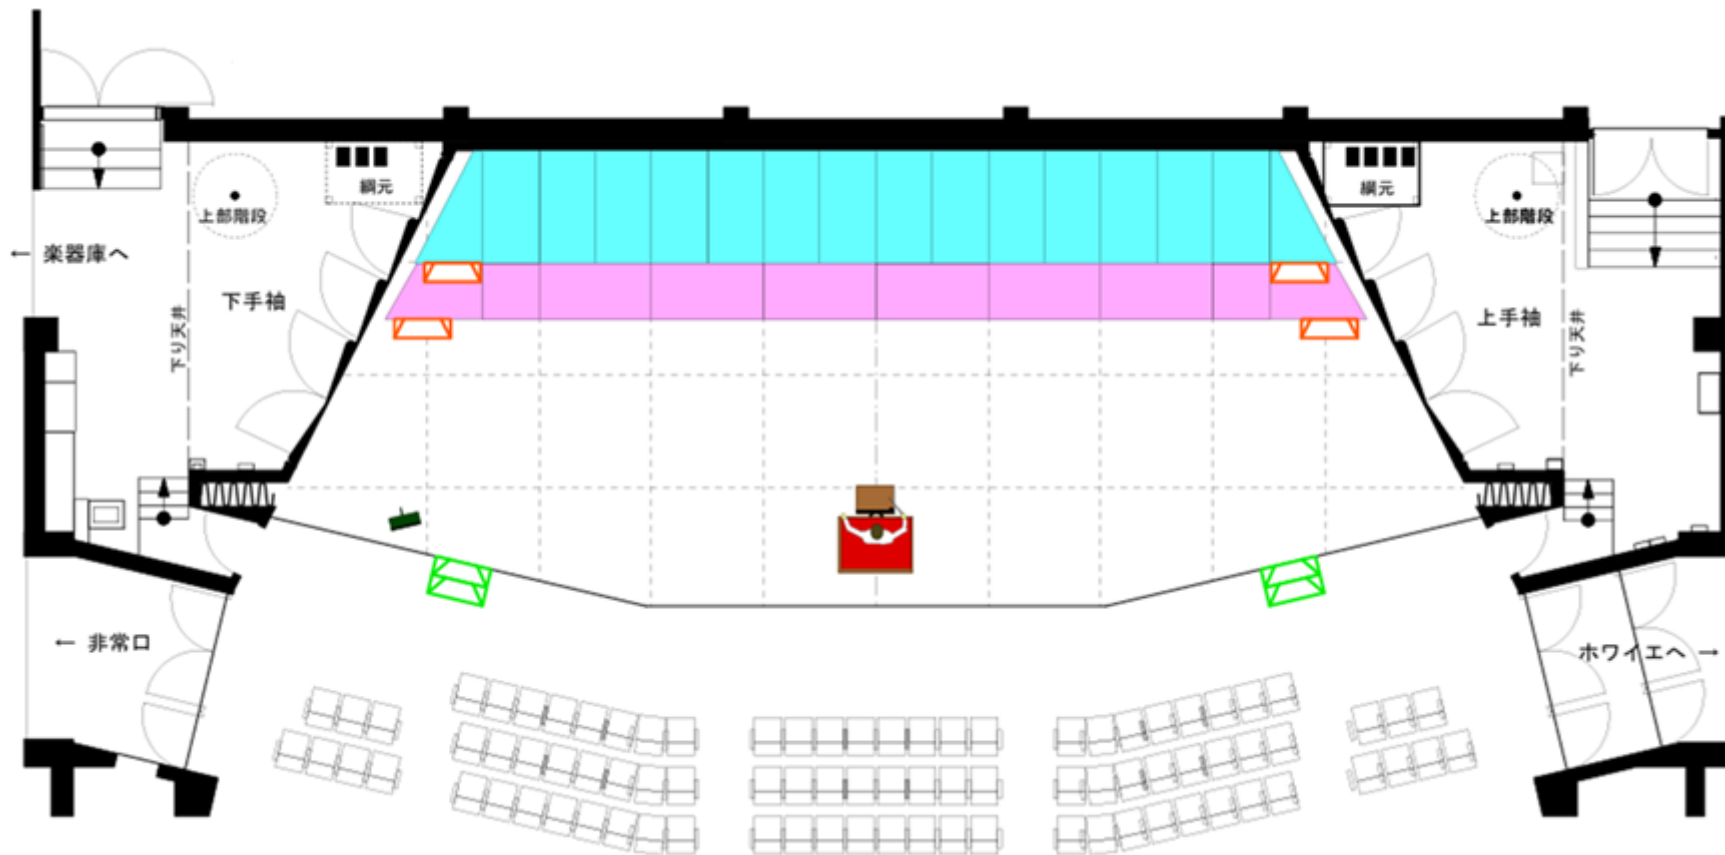 綱元
綱元
上部階段
上部階段
← 楽器庫へ
下手袖
上手袖
下り天井
下り天井
← 非常口
ホワイエへ →